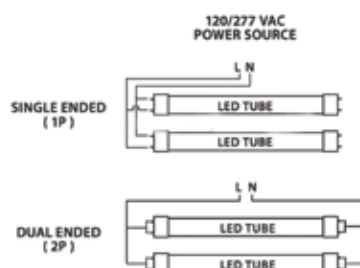 120/277 VAC
POWER SOURCE
L N
SINGLE ENDED
( 1P )
LED TUBE
LED TUBE
L N
DUAL ENDED
( 2P )
LED TUBE
LED TUBE